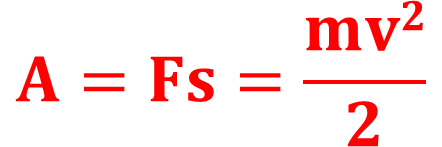 A = Fs = mv²/2